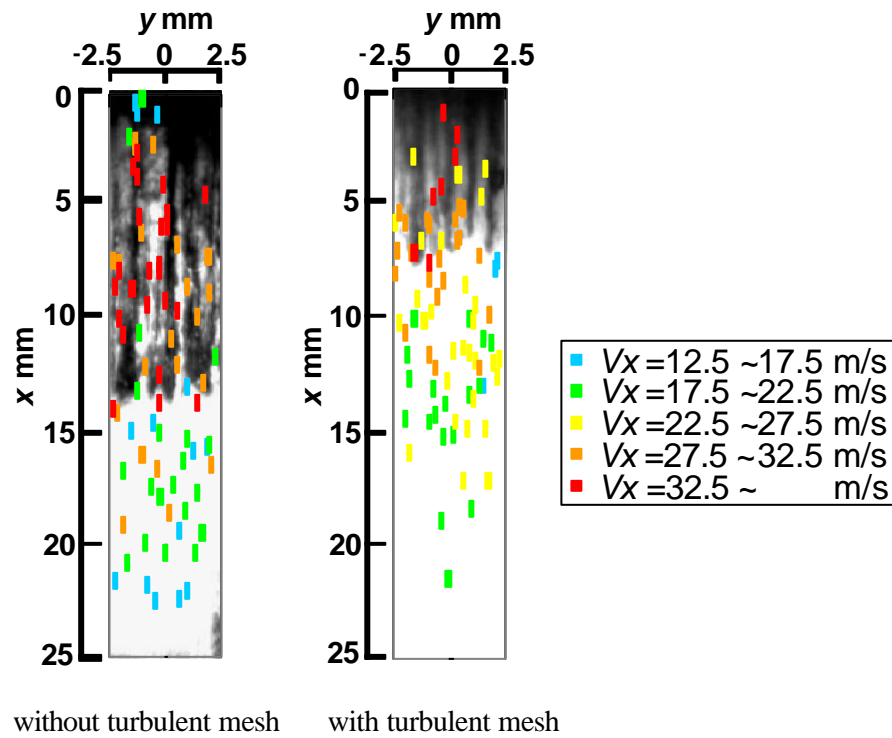 y mm
-2.5 0 2.5
y mm
-2.5 0 2.5
x mm
0
5
10
15
20
25
x mm
0
5
10
15
20
25
Vx =12.5 ~17.5 m/s
Vx =17.5 ~22.5 m/s
Vx =22.5 ~27.5 m/s
Vx =27.5 ~32.5 m/s
Vx =32.5 ~ m/s
without turbulent mesh
with turbulent mesh